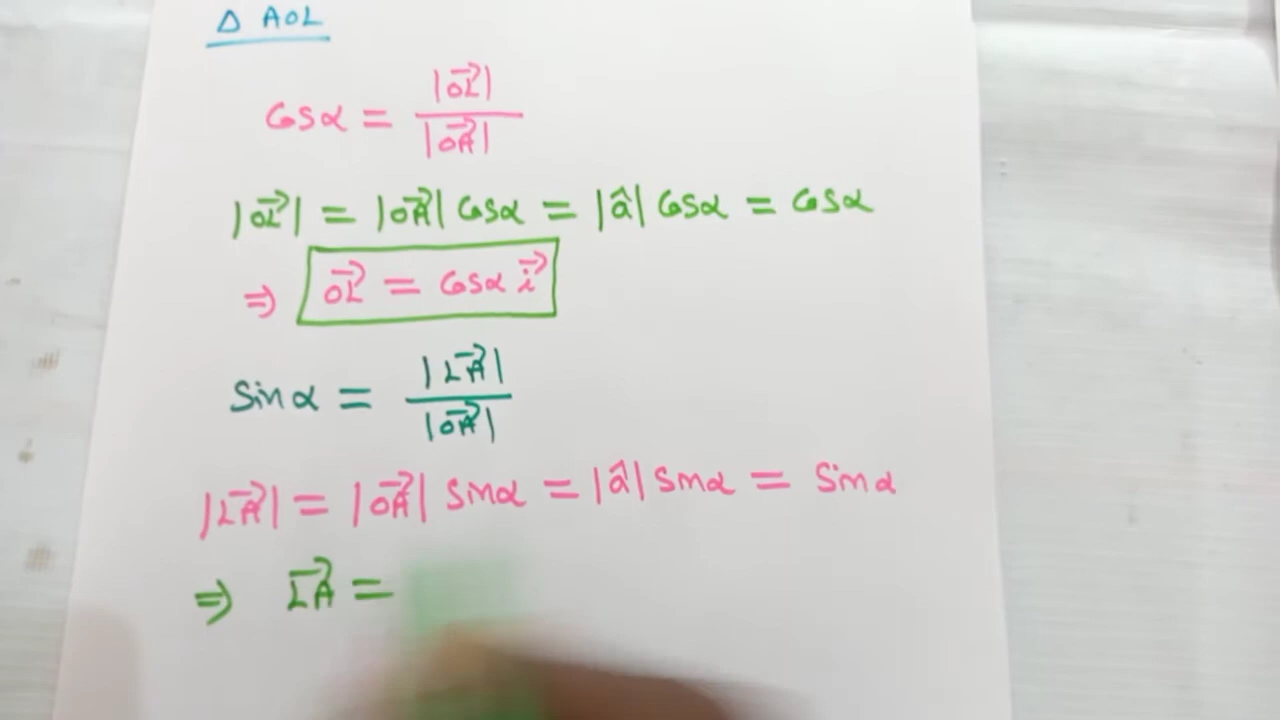 Δ AOL
Cosα = |OL⃗| / |OA⃗|
|OL⃗| = |OA⃗| Cosα = |â| Cosα = Cosα
⇒ OL⃗ = Cosα i⃗
Sinα = |LA⃗| / |OA⃗|
|LA⃗| = |OA⃗| Sinα = |â| Sinα = Sinα
⇒ LA⃗ =